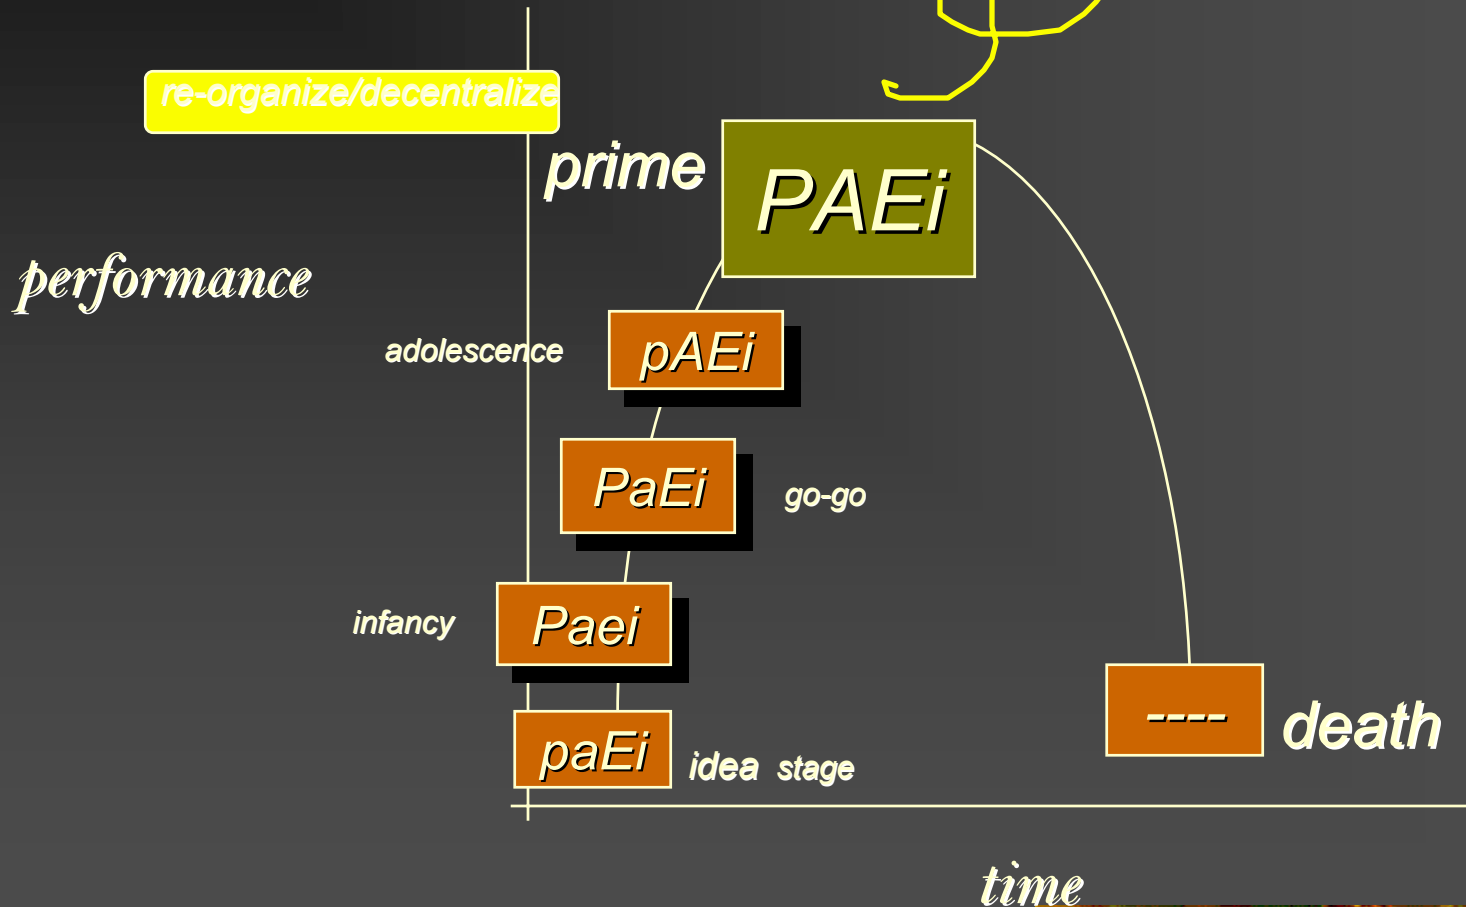 re-organize/decentralize
prime
PAEi
performance
adolescence
pAEi
PaEi
go-go
infancy
Paei
paEi
idea stage
----
death
time